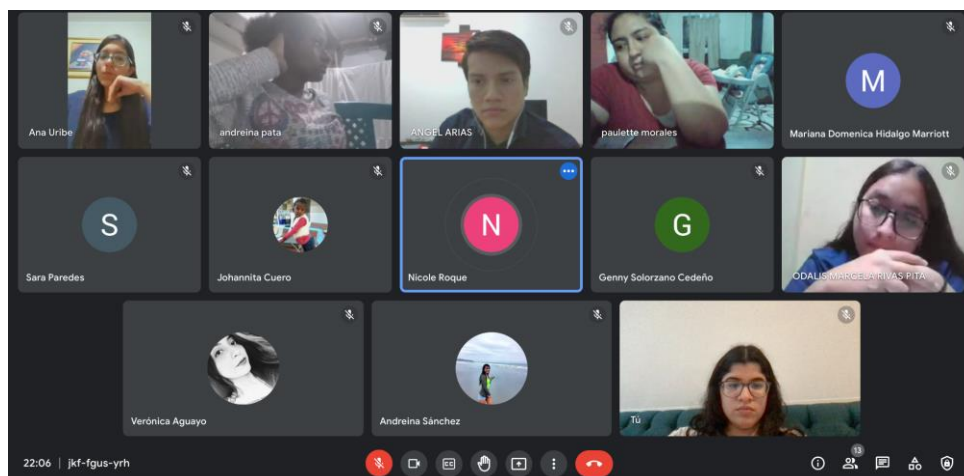 Ana Uribe
andreina pata
ANGEL ARIAS
paulette morales
M
Mariana Domenica Hidalgo Marriott
S
Sara Paredes
Johannita Cuero
N
Nicole Roque
G
Genny Solorzano Cedeño
ODALIS MARCELA RIVAS PITA
Verónica Aguayo
Andreina Sánchez
Tú
22:06 | jkf-fgus-yrh
CC
13